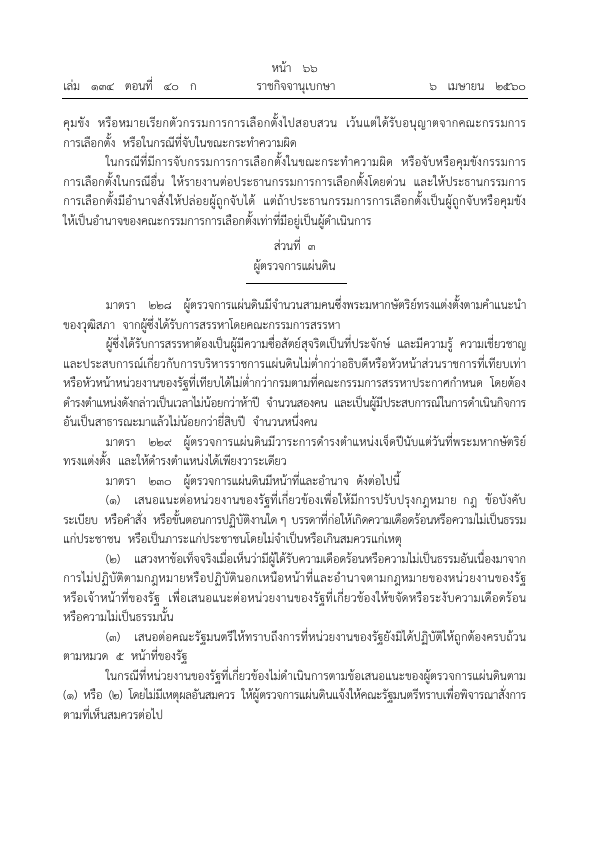 หน้า ๖๖
เล่ม ๑๓๔ ตอนที่ ๔๐ ก ราชกิจจานุเบกษา ๖ เมษายน ๒๕๖๐
คุมขัง หรือหมายเรียกตัวกรรมการการเลือกตั้งไปสอบสวน เว้นแต่ได้รับอนุญาตจากคณะกรรมการ
การเลือกตั้ง หรือในกรณีที่จับในขณะกระทำความผิด
ในกรณีที่มีการจับกรรมการการเลือกตั้งในขณะกระทำความผิด หรือจับหรือคุมขังกรรมการ
การเลือกตั้งในกรณีอื่น ให้รายงานต่อประธานกรรมการการเลือกตั้งโดยด่วน และให้ประธานกรรมการ
การเลือกตั้งมีอำนาจสั่งให้ปล่อยผู้ถูกจับได้ แต่ถ้าประธานกรรมการการเลือกตั้งเป็นผู้ถูกจับหรือคุมขัง
ให้เป็นอำนาจของคณะกรรมการการเลือกตั้งเท่าที่มีอยู่เป็นผู้ดำเนินการ
ส่วนที่ ๓
ผู้ตรวจการแผ่นดิน
มาตรา ๒๒๘ ผู้ตรวจการแผ่นดินมีจำนวนสามคนซึ่งพระมหากษัตริย์ทรงแต่งตั้งตามคำแนะนำ
ของวุฒิสภา จากผู้ซึ่งได้รับการสรรหาโดยคณะกรรมการสรรหา
ผู้ซึ่งได้รับการสรรหาต้องเป็นผู้มีความซื่อสัตย์สุจริตเป็นที่ประจักษ์ และมีความรู้ ความเชี่ยวชาญ
และประสบการณ์เกี่ยวกับการบริหารราชการแผ่นดินไม่ต่ำกว่าอธิบดีหรือหัวหน้าส่วนราชการที่เทียบเท่า
หรือหัวหน้าหน่วยงานของรัฐที่เทียบได้ไม่ต่ำกว่ากรมตามที่คณะกรรมการสรรหาประกาศกำหนด โดยต้อง
ดำรงตำแหน่งดังกล่าวเป็นเวลาไม่น้อยกว่าห้าปี จำนวนสองคน และเป็นผู้มีประสบการณ์ในการดำเนินกิจการ
อันเป็นสาธารณะมาแล้วไม่น้อยกว่ายี่สิบปี จำนวนหนึ่งคน
มาตรา ๒๒๙ ผู้ตรวจการแผ่นดินมีวาระการดำรงตำแหน่งเจ็ดปีนับแต่วันที่พระมหากษัตริย์
ทรงแต่งตั้ง และให้ดำรงตำแหน่งได้เพียงวาระเดียว
มาตรา ๒๓๐ ผู้ตรวจการแผ่นดินมีหน้าที่และอำนาจ ดังต่อไปนี้
(๑) เสนอแนะต่อหน่วยงานของรัฐที่เกี่ยวข้องเพื่อให้มีการปรับปรุงกฎหมาย กฎ ข้อบังคับ
ระเบียบ หรือคำสั่ง หรือขั้นตอนการปฏิบัติงานใด ๆ บรรดาที่ก่อให้เกิดความเดือดร้อนหรือความไม่เป็นธรรม
แก่ประชาชน หรือเป็นภาระแก่ประชาชนโดยไม่จำเป็นหรือเกินสมควรแก่เหตุ
(๒) แสวงหาข้อเท็จจริงเมื่อเห็นว่ามีผู้ได้รับความเดือดร้อนหรือความไม่เป็นธรรมอันเนื่องมาจาก
การไม่ปฏิบัติตามกฎหมายหรือปฏิบัตินอกเหนือหน้าที่และอำนาจตามกฎหมายของหน่วยงานของรัฐ
หรือเจ้าหน้าที่ของรัฐ เพื่อเสนอแนะต่อหน่วยงานของรัฐที่เกี่ยวข้องให้ขจัดหรือระงับความเดือดร้อน
หรือความไม่เป็นธรรมนั้น
(๓) เสนอต่อคณะรัฐมนตรีให้ทราบถึงการที่หน่วยงานของรัฐยังมิได้ปฏิบัติให้ถูกต้องครบถ้วน
ตามหมวด ๕ หน้าที่ของรัฐ
ในกรณีที่หน่วยงานของรัฐที่เกี่ยวข้องไม่ดำเนินการตามข้อเสนอแนะของผู้ตรวจการแผ่นดินตาม
(๑) หรือ (๒) โดยไม่มีเหตุผลอันสมควร ให้ผู้ตรวจการแผ่นดินแจ้งให้คณะรัฐมนตรีทราบเพื่อพิจารณาสั่งการ
ตามที่เห็นสมควรต่อไป